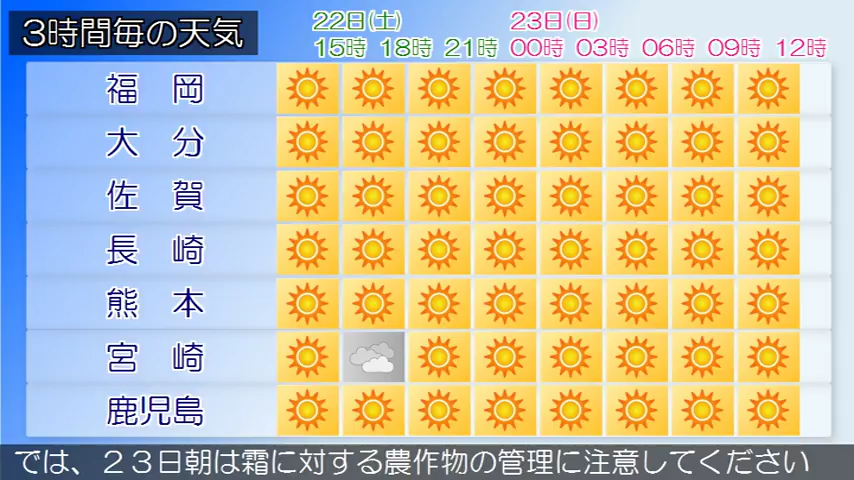 3時間毎の天気
22日(土) 23日(日)
15時 18時 21時 00時 03時 06時 09時 12時
福岡
大分
佐賀
長崎
熊本
宮崎
鹿児島
では、２３日朝は霜に対する農作物の管理に注意してください